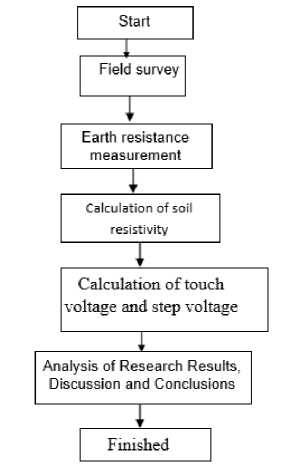 Start
Field survey
Earth resistance
measurement
Calculation of soil
resistivity
Calculation of touch
voltage and step voltage
Analysis of Research Results,
Discussion and Conclusions
Finished